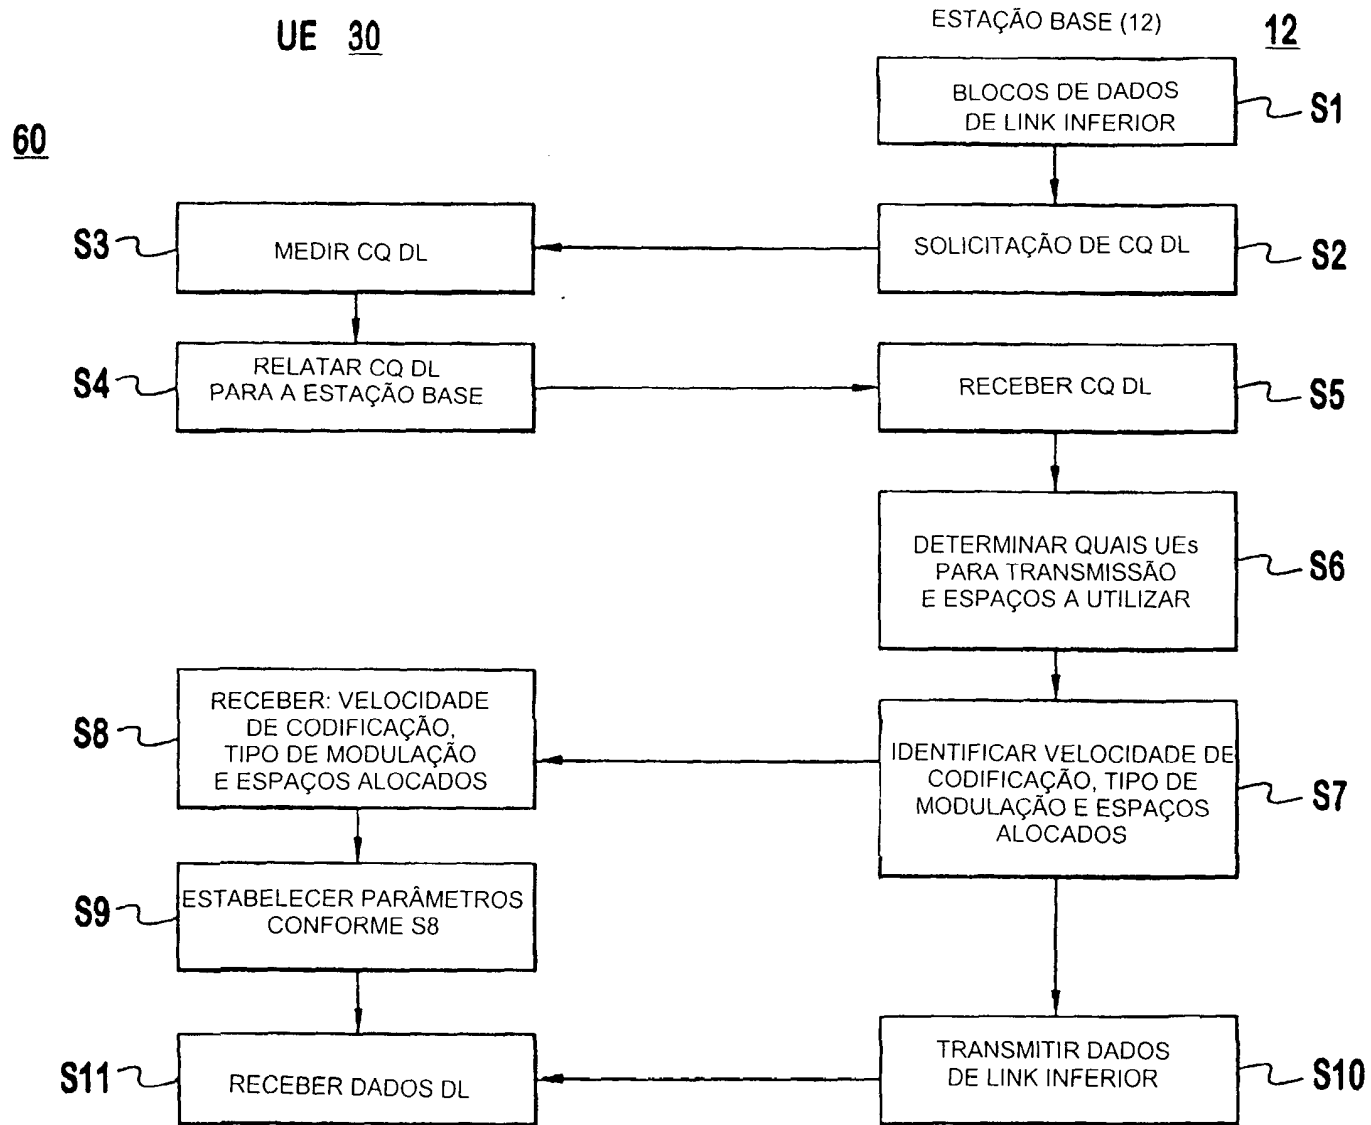 UE 30
ESTAÇÃO BASE (12)
12
60
BLOCOS DE DADOS
DE LINK INFERIOR
S1
S3
MEDIR CQ DL
SOLICITAÇÃO DE CQ DL
S2
S4
RELATAR CQ DL
PARA A ESTAÇÃO BASE
RECEBER CQ DL
S5
DETERMINAR QUAIS UEs
PARA TRANSMISSÃO
E ESPAÇOS A UTILIZAR
S6
S8
RECEBER: VELOCIDADE
DE CODIFICAÇÃO,
TIPO DE MODULAÇÃO
E ESPAÇOS ALOCADOS
IDENTIFICAR VELOCIDADE DE
CODIFICAÇÃO, TIPO DE
MODULAÇÃO E ESPAÇOS
ALOCADOS
S7
S9
ESTABELECER PARÂMETROS
CONFORME S8
S11
RECEBER DADOS DL
TRANSMITIR DADOS
DE LINK INFERIOR
S10